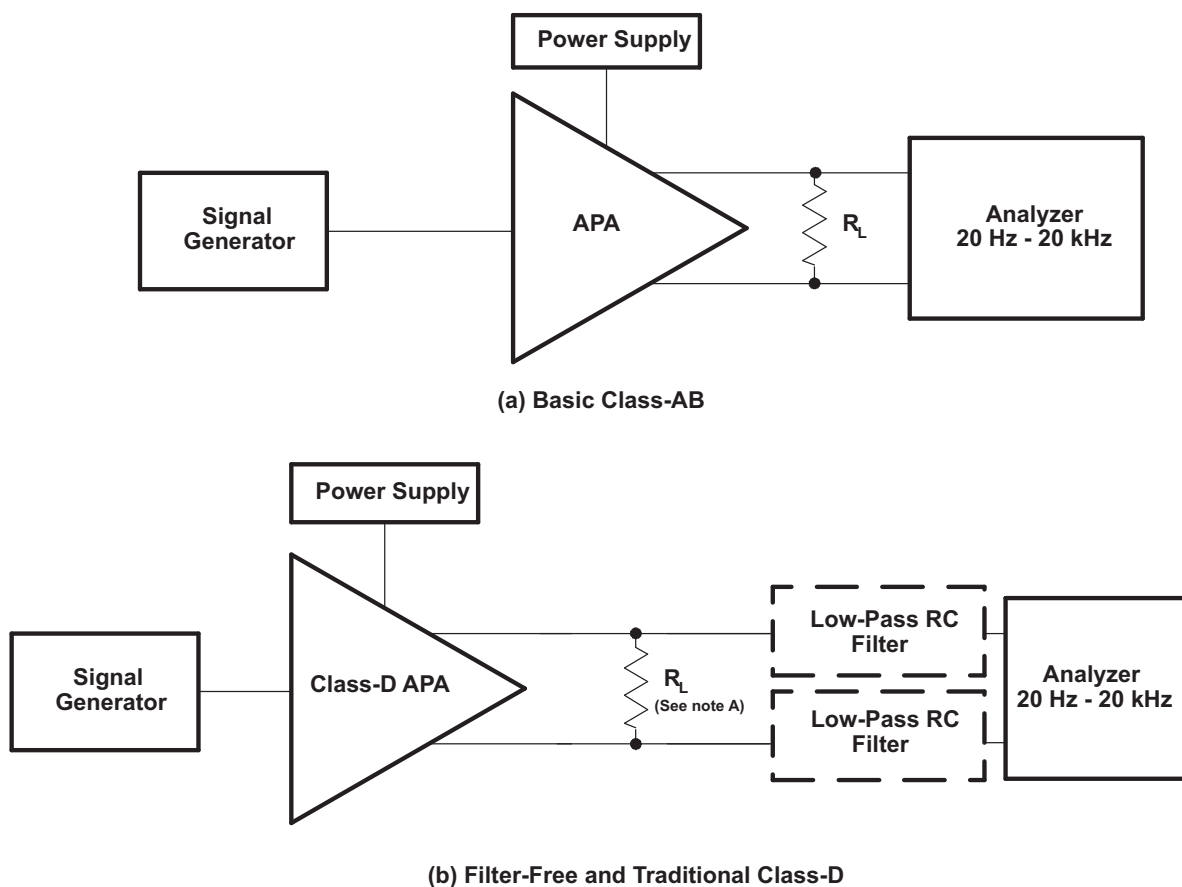 Power Supply
Signal
Generator
APA
R_L
Analyzer
20 Hz - 20 kHz
(a) Basic Class-AB
Power Supply
Signal
Generator
Class-D APA
R_L
(See note A)
Low-Pass RC
Filter
Low-Pass RC
Filter
Analyzer
20 Hz - 20 kHz
(b) Filter-Free and Traditional Class-D